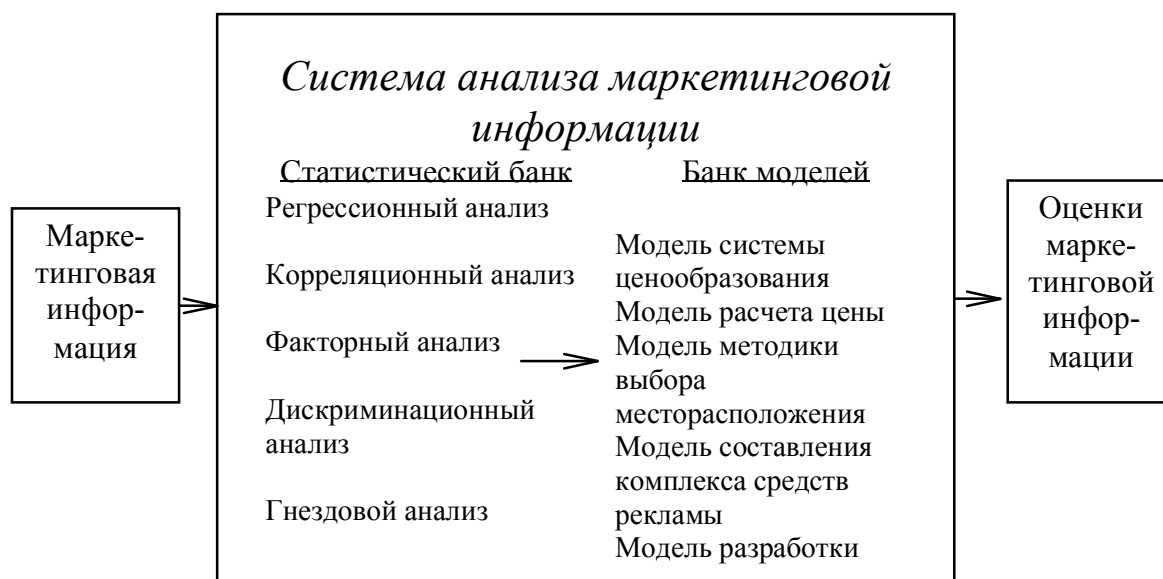 Система анализа маркетинговой
информации
Статистический банк
Регрессионный анализ
Корреляционный анализ
Факторный анализ
Дискриминационный
анализ
Гнездовой анализ
Банк моделей
Модель системы
ценообразования
Модель расчета цены
Модель методики
выбора
месторасположения
Модель составления
комплекса средств
рекламы
Модель разработки
Марке-
тинговая
инфор-
мация
Оценки
марке-
тинговой
инфор-
мации